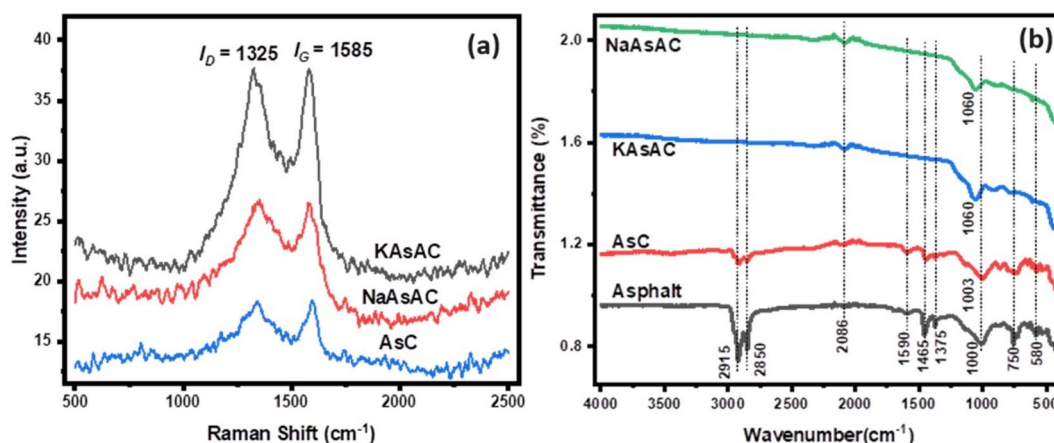 (a)
I_D = 1325
I_G = 1585
KAsAC
NaAsAC
AsC
40
35
30
25
20
15
Intensity (a.u.)
500
1000
1500
2000
2500
Raman Shift (cm⁻¹)
(b)
NaAsAC
KAsAC
AsC
Asphalt
1060
1060
1003
2915
2850
2086
1590
1465
1375
1000
750
580
2.0
1.6
1.2
0.8
Transmittance (%)
4000
3000
2500
2000
1500
1000
500
Wavenumber(cm⁻¹)